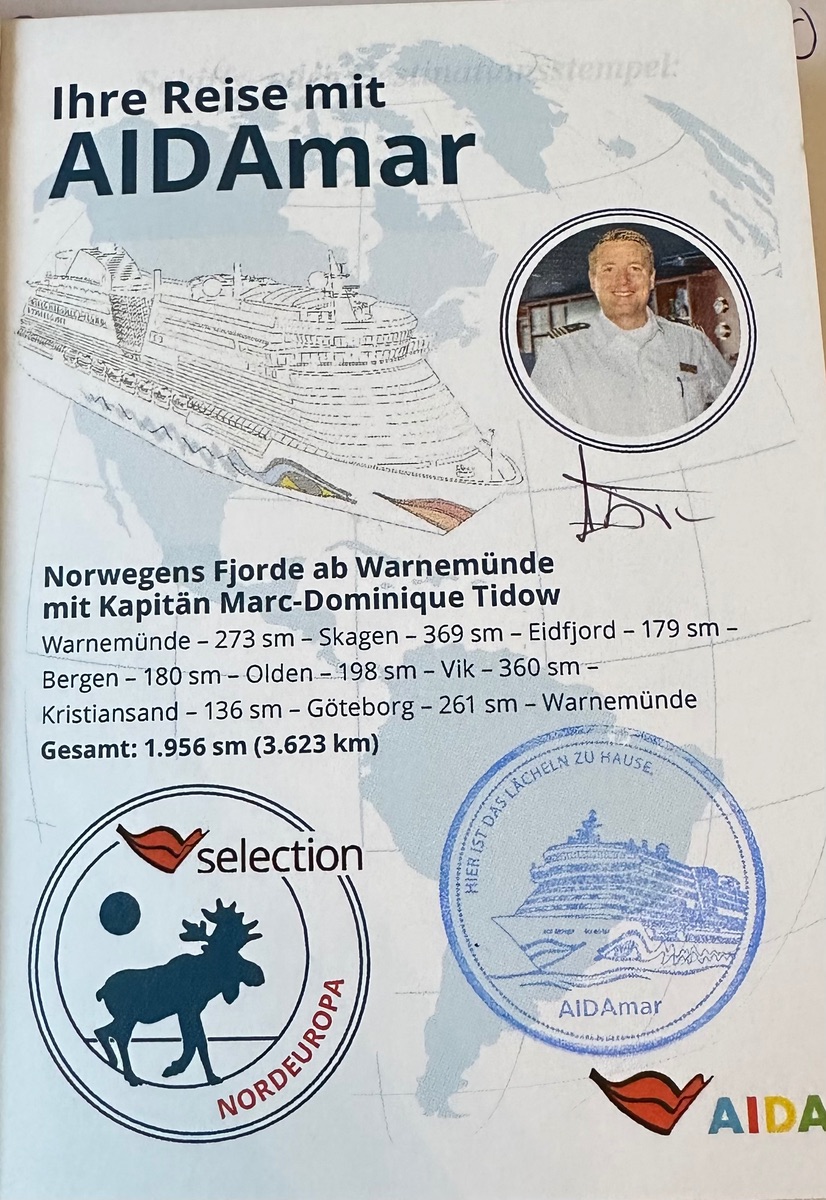 Ihre Reise mit
AIDAmar
Norwegens Fjorde ab Warnemünde
mit Kapitän Marc-Dominique Tidow
Warnemünde – 273 sm – Skagen – 369 sm – Eidfjord – 179 sm –
Bergen – 180 sm – Olden – 198 sm – Vik – 360 sm –
Kristiansand – 136 sm – Göteborg – 261 sm – Warnemünde
Gesamt: 1.956 sm (3.623 km)
selection
NORDEUROPA
HIER IST DAS LÄCHELN ZU HAUSE.
AIDAmar
AIDA